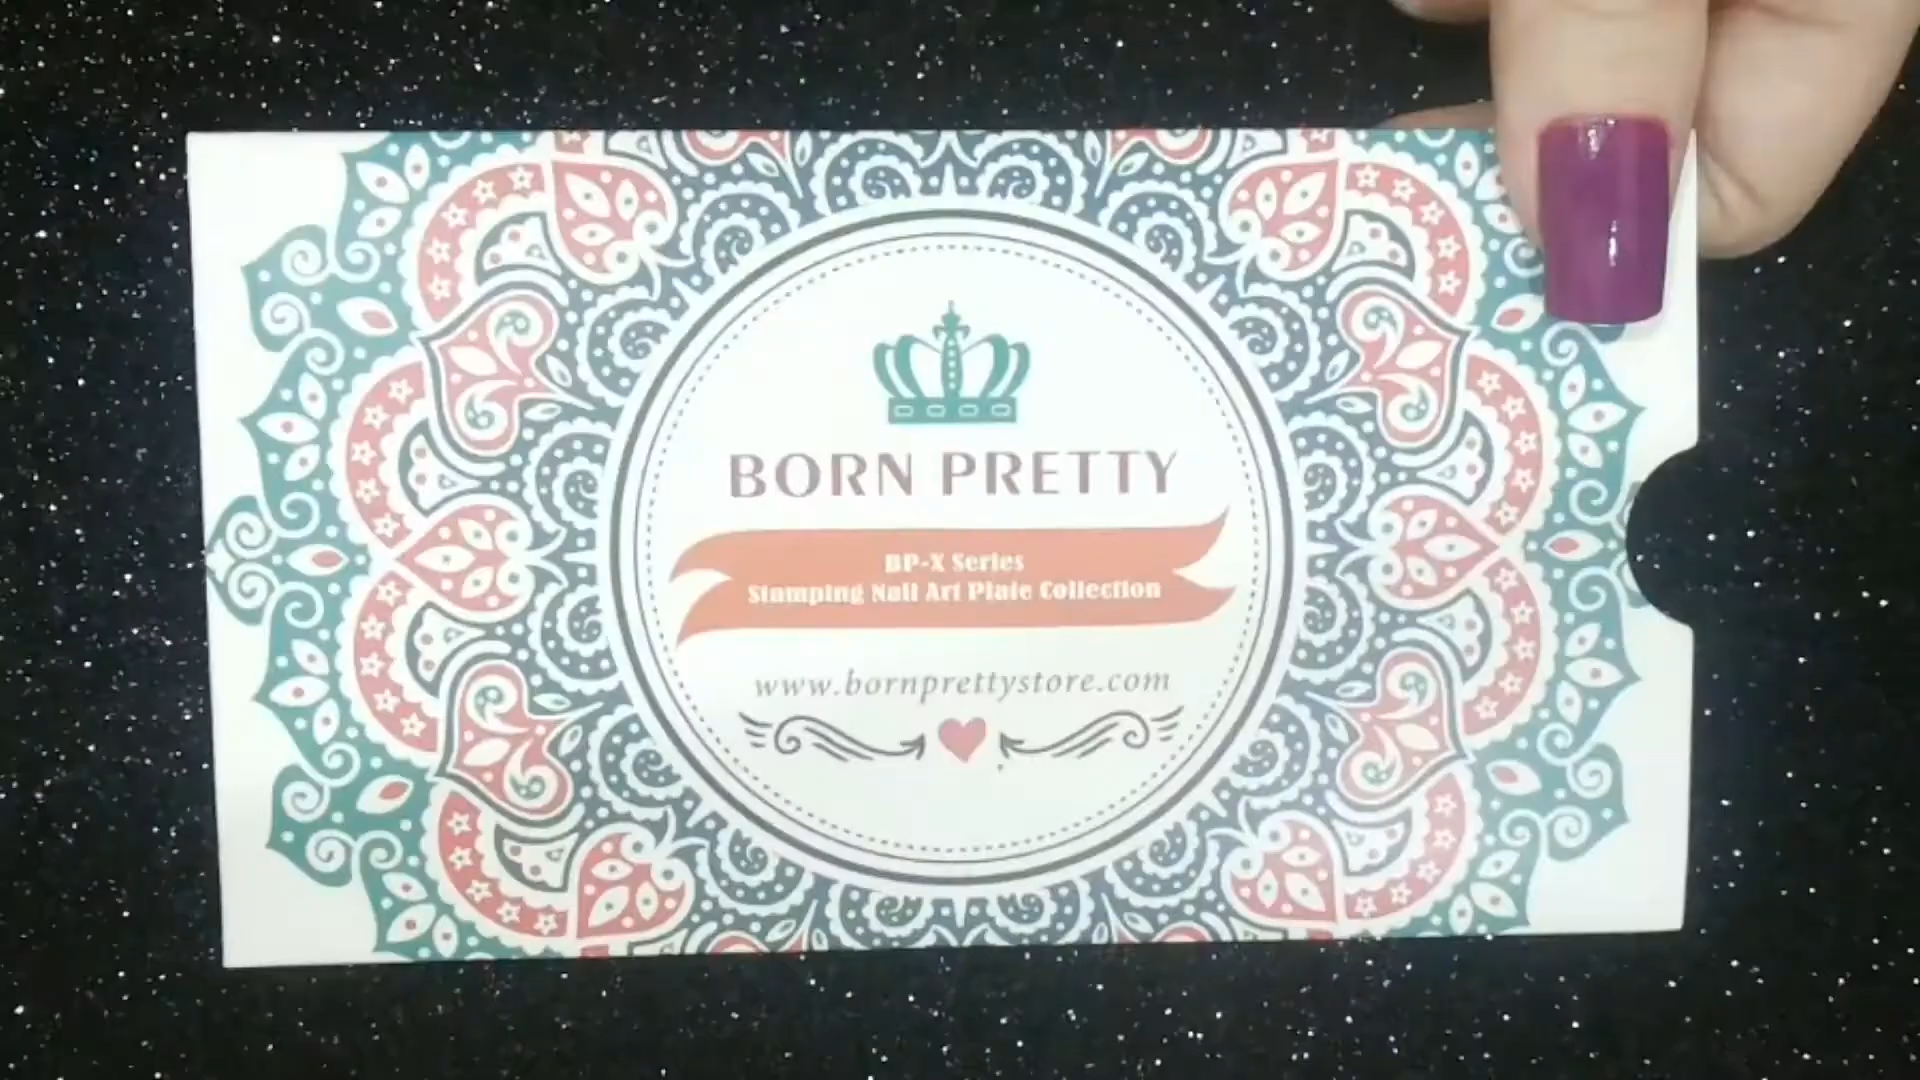 BORN PRETTY
BP-X Series
Stamping Nail Art Plate Collection
www.bornprettystore.com